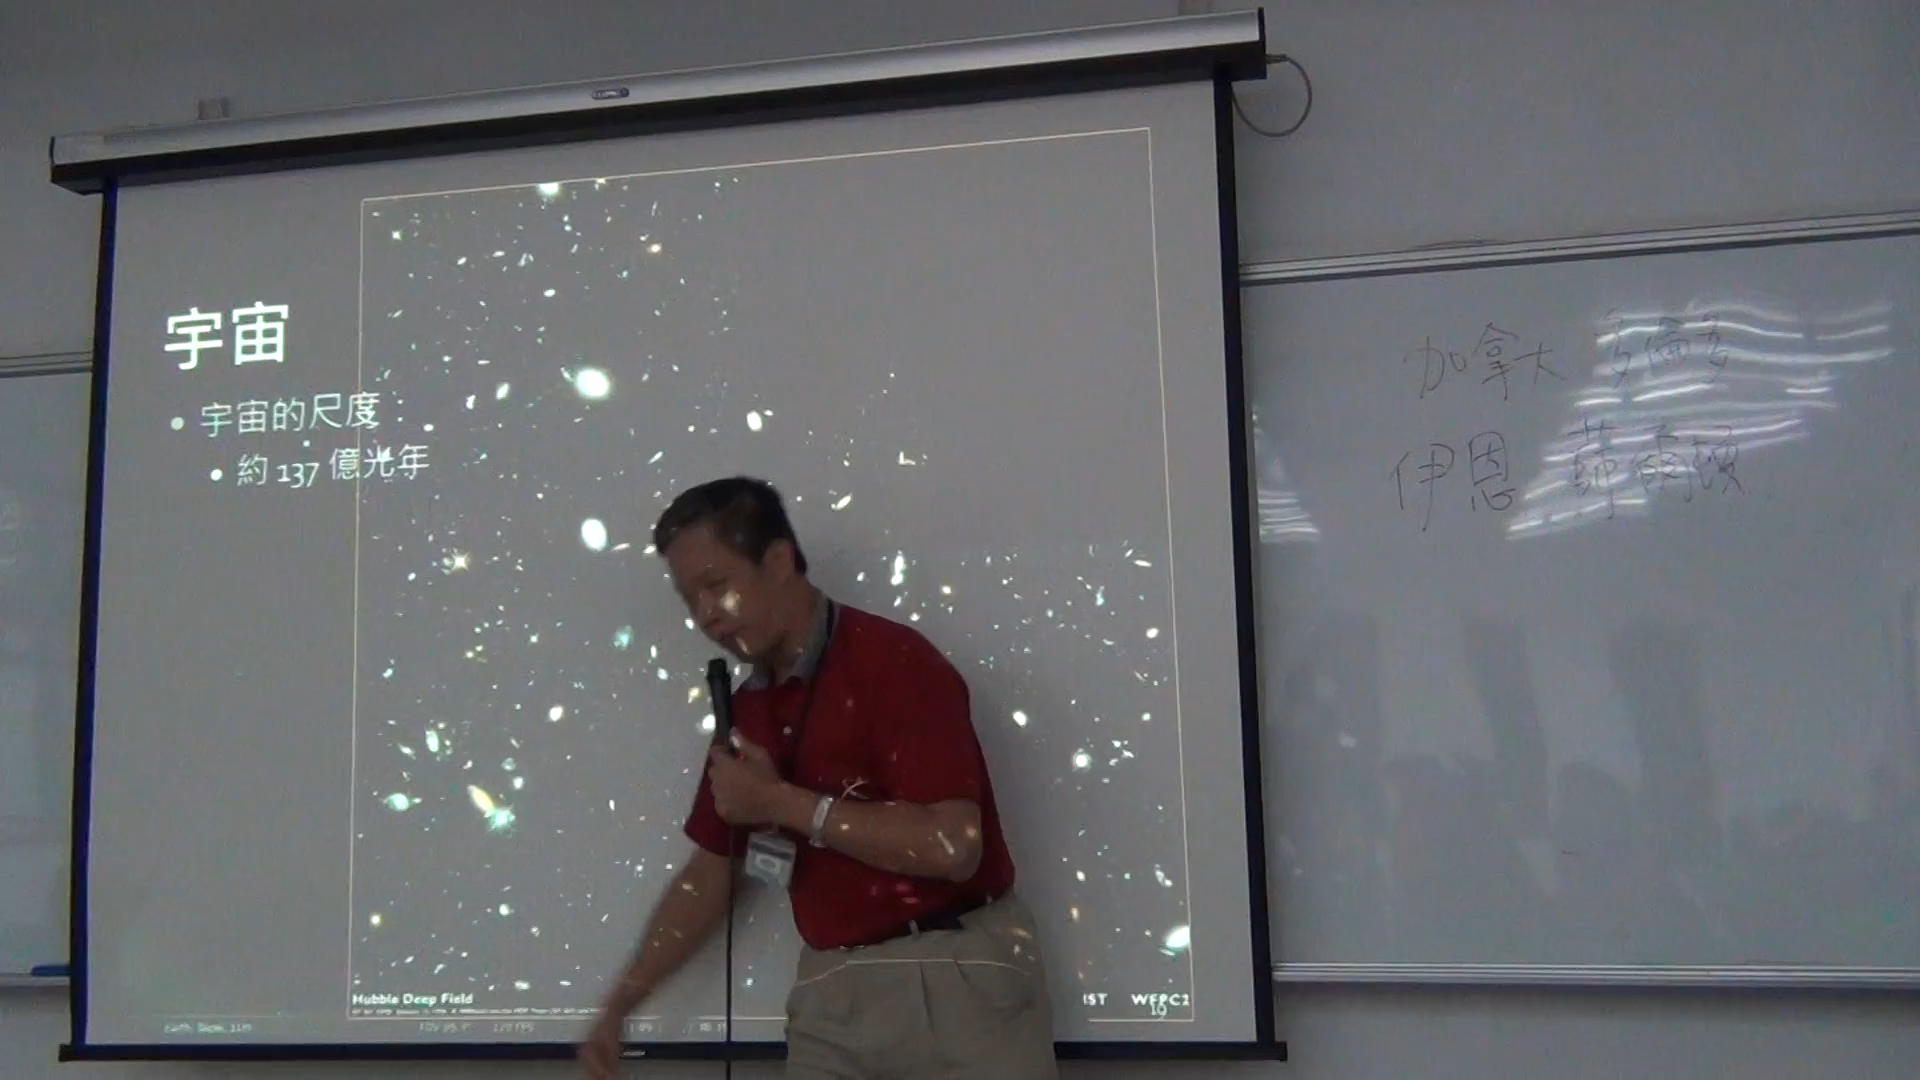 宇宙
• 宇宙的尺度：
• 約 137 億光年
Hubble Deep Field
WFPC2
19
加拿大 多倫多
伊恩 薛爾頓